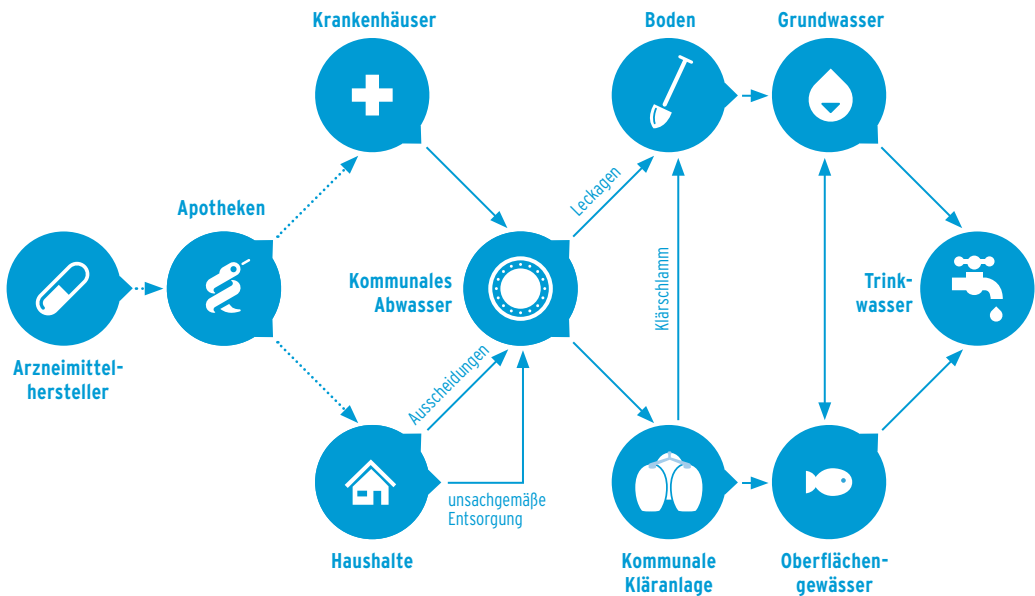 Krankenhäuser
Boden
Grundwasser
Leckagen
Apotheken
Kommunales
Abwasser
Klärschlamm
Trink-
wasser
Arzneimittel-
hersteller
Ausscheidungen
unsachgemäße
Entsorgung
Haushalte
Kommunale
Kläranlage
Oberflächen-
gewässer